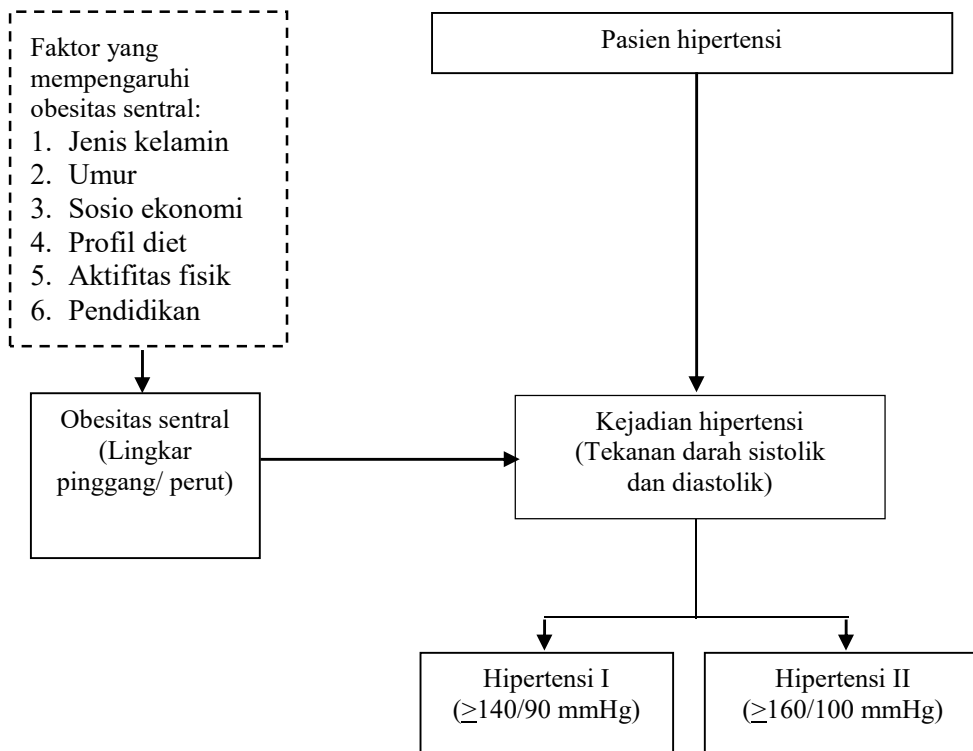 Faktor yang
mempengaruhi
obesitas sentral:
1. Jenis kelamin
2. Umur
3. Sosio ekonomi
4. Profil diet
5. Aktifitas fisik
6. Pendidikan
Pasien hipertensi
Obesitas sentral
(Lingkar
pinggang/ perut)
Kejadian hipertensi
(Tekanan darah sistolik
dan diastolik)
Hipertensi I
(≥140/90 mmHg)
Hipertensi II
(≥160/100 mmHg)